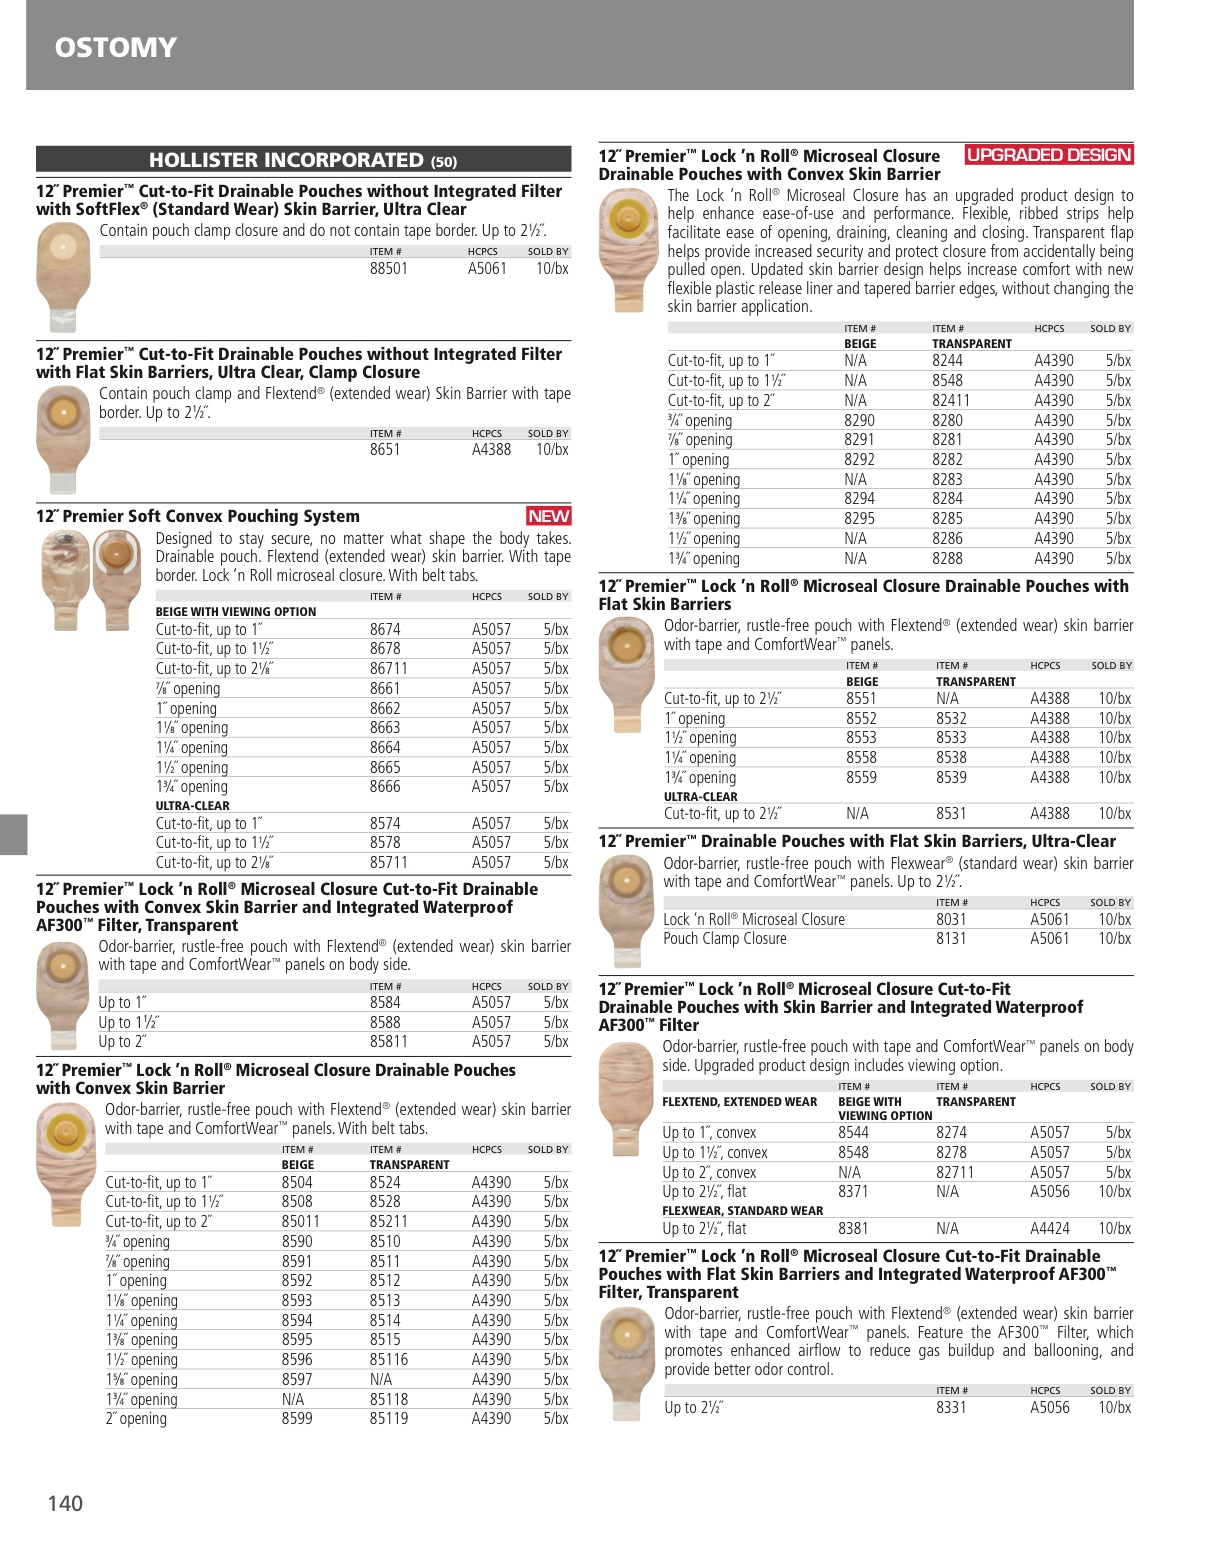 OSTOMY
HOLLISTER INCORPORATED (50)
12˝ Premier™ Cut-to-Fit Drainable Pouches without Integrated Filter
with SoftFlex® (Standard Wear) Skin Barrier, Ultra Clear
Contain pouch clamp closure and do not contain tape border. Up to 2½˝.
ITEM # HCPCS SOLD BY
88501 A5061 10/bx
12˝ Premier™ Cut-to-Fit Drainable Pouches without Integrated Filter
with Flat Skin Barriers, Ultra Clear, Clamp Closure
Contain pouch clamp and Flextend® (extended wear) Skin Barrier with tape
border. Up to 2½˝.
ITEM # HCPCS SOLD BY
8651 A4388 10/bx
12˝ Premier Soft Convex Pouching System NEW
Designed to stay secure, no matter what shape the body takes.
Drainable pouch. Flextend (extended wear) skin barrier. With tape
border. Lock ‘n Roll microseal closure. With belt tabs.
ITEM # HCPCS SOLD BY
BEIGE WITH VIEWING OPTION
Cut-to-fit, up to 1˝ 8674 A5057 5/bx
Cut-to-fit, up to 1½˝ 8678 A5057 5/bx
Cut-to-fit, up to 2⅛˝ 86711 A5057 5/bx
⅞˝ opening 8661 A5057 5/bx
1˝ opening 8662 A5057 5/bx
1⅛˝ opening 8663 A5057 5/bx
1¼˝ opening 8664 A5057 5/bx
1½˝ opening 8665 A5057 5/bx
1¾˝ opening 8666 A5057 5/bx
ULTRA-CLEAR
Cut-to-fit, up to 1˝ 8574 A5057 5/bx
Cut-to-fit, up to 1½˝ 8578 A5057 5/bx
Cut-to-fit, up to 2⅛˝ 85711 A5057 5/bx
12˝ Premier™ Lock ’n Roll® Microseal Closure Cut-to-Fit Drainable
Pouches with Convex Skin Barrier and Integrated Waterproof
AF300™ Filter, Transparent
Odor-barrier, rustle-free pouch with Flextend® (extended wear) skin barrier
with tape and ComfortWear™ panels on body side.
ITEM # HCPCS SOLD BY
Up to 1˝ 8584 A5057 5/bx
Up to 1½˝ 8588 A5057 5/bx
Up to 2˝ 85811 A5057 5/bx
12˝ Premier™ Lock ’n Roll® Microseal Closure Drainable Pouches
with Convex Skin Barrier
Odor-barrier, rustle-free pouch with Flextend® (extended wear) skin barrier
with tape and ComfortWear™ panels. With belt tabs.
ITEM # ITEM # HCPCS SOLD BY
BEIGE TRANSPARENT
Cut-to-fit, up to 1˝ 8504 8524 A4390 5/bx
Cut-to-fit, up to 1½˝ 8508 8528 A4390 5/bx
Cut-to-fit, up to 2˝ 85011 85211 A4390 5/bx
¾˝ opening 8590 8510 A4390 5/bx
⅞˝ opening 8591 8511 A4390 5/bx
1˝ opening 8592 8512 A4390 5/bx
1⅛˝ opening 8593 8513 A4390 5/bx
1¼˝ opening 8594 8514 A4390 5/bx
1⅜˝ opening 8595 8515 A4390 5/bx
1½˝ opening 8596 85116 A4390 5/bx
1⅝˝ opening 8597 N/A A4390 5/bx
1¾˝ opening N/A 85118 A4390 5/bx
2˝ opening 8599 85119 A4390 5/bx
12˝ Premier™ Lock ’n Roll® Microseal Closure UPGRADED DESIGN
Drainable Pouches with Convex Skin Barrier
The Lock ‘n Roll® Microseal Closure has an upgraded product design to
help enhance ease-of-use and performance. Flexible, ribbed strips help
facilitate ease of opening, draining, cleaning and closing. Transparent flap
helps provide increased security and protect closure from accidentally being
pulled open. Updated skin barrier design helps increase comfort with new
flexible plastic release liner and tapered barrier edges, without changing the
skin barrier application.
ITEM # ITEM # HCPCS SOLD BY
BEIGE TRANSPARENT
Cut-to-fit, up to 1˝ N/A 8244 A4390 5/bx
Cut-to-fit, up to 1½˝ N/A 8548 A4390 5/bx
Cut-to-fit, up to 2˝ N/A 82411 A4390 5/bx
¾˝ opening 8290 8280 A4390 5/bx
⅞˝ opening 8291 8281 A4390 5/bx
1˝ opening 8292 8282 A4390 5/bx
1⅛˝ opening N/A 8283 A4390 5/bx
1¼˝ opening 8294 8284 A4390 5/bx
1⅜˝ opening 8295 8285 A4390 5/bx
1½˝ opening N/A 8286 A4390 5/bx
1¾˝ opening N/A 8288 A4390 5/bx
12˝ Premier™ Lock ’n Roll® Microseal Closure Drainable Pouches with
Flat Skin Barriers
Odor-barrier, rustle-free pouch with Flextend® (extended wear) skin barrier
with tape and ComfortWear™ panels.
ITEM # ITEM # HCPCS SOLD BY
BEIGE TRANSPARENT
Cut-to-fit, up to 2½˝ 8551 N/A A4388 10/bx
1˝ opening 8552 8532 A4388 10/bx
1½˝ opening 8553 8533 A4388 10/bx
1¼˝ opening 8558 8538 A4388 10/bx
1¾˝ opening 8559 8539 A4388 10/bx
ULTRA-CLEAR
Cut-to-fit, up to 2½˝ N/A 8531 A4388 10/bx
12˝ Premier™ Drainable Pouches with Flat Skin Barriers, Ultra-Clear
Odor-barrier, rustle-free pouch with Flexwear® (standard wear) skin barrier
with tape and ComfortWear™ panels. Up to 2½˝.
ITEM # HCPCS SOLD BY
Lock ’n Roll® Microseal Closure 8031 A5061 10/bx
Pouch Clamp Closure 8131 A5061 10/bx
12˝ Premier™ Lock ’n Roll® Microseal Closure Cut-to-Fit
Drainable Pouches with Skin Barrier and Integrated Waterproof
AF300™ Filter
Odor-barrier, rustle-free pouch with tape and ComfortWear™ panels on body
side. Upgraded product design includes viewing option.
ITEM # ITEM # HCPCS SOLD BY
FLEXTEND, EXTENDED WEAR BEIGE WITH TRANSPARENT
VIEWING OPTION
Up to 1˝, convex 8544 8274 A5057 5/bx
Up to 1½˝, convex 8548 8278 A5057 5/bx
Up to 2˝, convex N/A 82711 A5057 5/bx
Up to 2½˝, flat 8371 N/A A5056 10/bx
FLEXWEAR, STANDARD WEAR
Up to 2½˝, flat 8381 N/A A4424 10/bx
12˝ Premier™ Lock ’n Roll® Microseal Closure Cut-to-Fit Drainable
Pouches with Flat Skin Barriers and Integrated Waterproof AF300™
Filter, Transparent
Odor-barrier, rustle-free pouch with Flextend® (extended wear) skin barrier
with tape and ComfortWear™ panels. Feature the AF300™ Filter, which
promotes enhanced airflow to reduce gas buildup and ballooning, and
provide better odor control.
ITEM # HCPCS SOLD BY
Up to 2½˝ 8331 A5056 10/bx
140